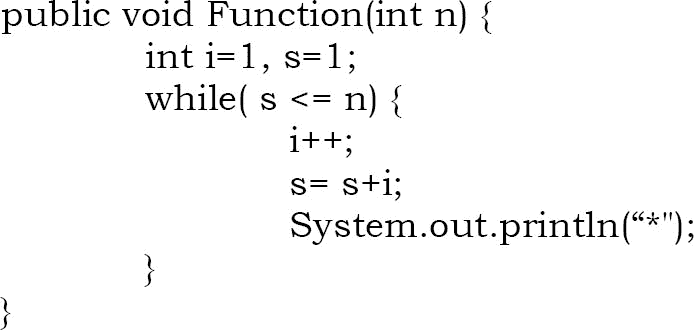 public void Function(int n) {
int i=1, s=1;
while( s <= n) {
i++;
s= s+i;
System.out.println(“*");
}
}